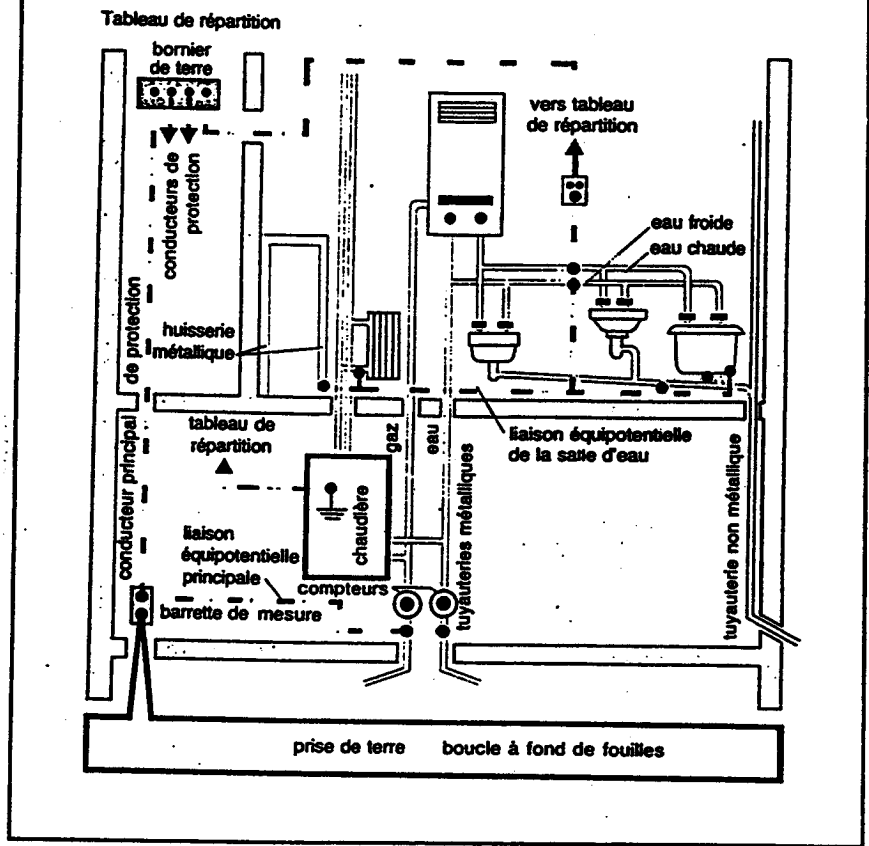 Tableau de répartition
bornier
de terre
vers tableau
de répartition
conducteurs de
protection
eau froide
eau chaude
huisserie
métallique
conducteur principal de protection
tableau de
répartition
gaz
eau
liaison équipotentielle
de la salle d'eau
chaudière
tuyauteries métalliques
tuyauterie non métallique
liaison
équipotentielle
principale
compteurs
barrette de mesure
prise de terre boucle à fond de fouilles